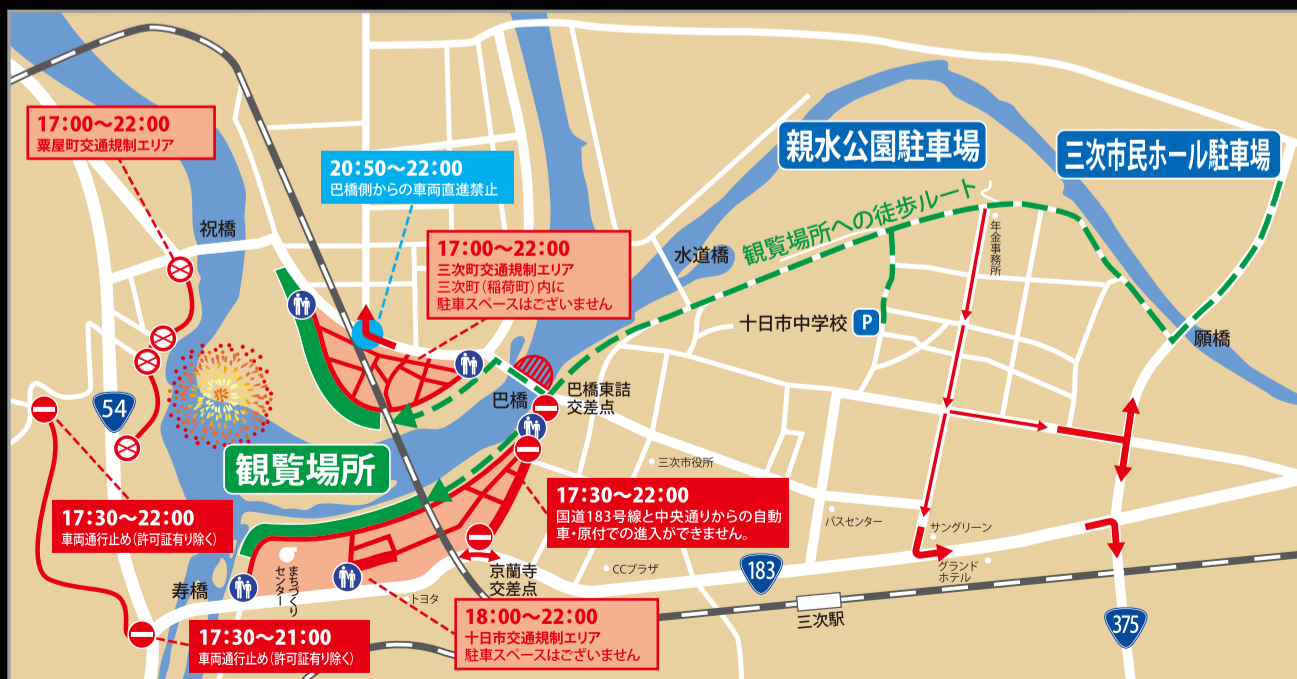 17:00～22:00
粟屋町交通規制エリア
20:50～22:00
巴橋側からの車両直進禁止
親水公園駐車場
三次市民ホール駐車場
祝橋
17:00～22:00
三次町交通規制エリア
三次町(稲荷町)内に
駐車スペースはございません
水道橋
観覧場所への徒歩ルート
年金事務所
十日市中学校
P
願橋
巴橋
巴橋東詰
交差点
54
観覧場所
三次市役所
17:30～22:00
車両通行止め(許可証有り除く)
17:30～22:00
国道183号線と中央通りからの自動
車・原付での進入ができません。
バスセンター
サングリーン
グランド
ホテル
まちづくり
センター
寿橋
京蘭寺
交差点
CCプラザ
183
トヨタ
17:30～21:00
車両通行止め(許可証有り除く)
18:00～22:00
十日市交通規制エリア
駐車スペースはございません
三次駅
375